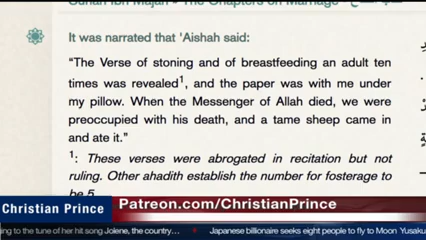 Sunan Ibn Majah - The Chapters on Marriage
It was narrated that 'Aishah said:
"The Verse of stoning and of breastfeeding an adult ten
times was revealed¹, and the paper was with me under
my pillow. When the Messenger of Allah died, we were
preoccupied with his death, and a tame sheep came in
and ate it."
¹: These verses were abrogated in recitation but not
ruling. Other ahadith establish the number for fosterage to
be 5.
Christian Prince
Patreon.com/ChristianPrince
to the tune of her hit song Jolene, the country… Japanese billionaire seeks eight people to fly to Moon Yusaku